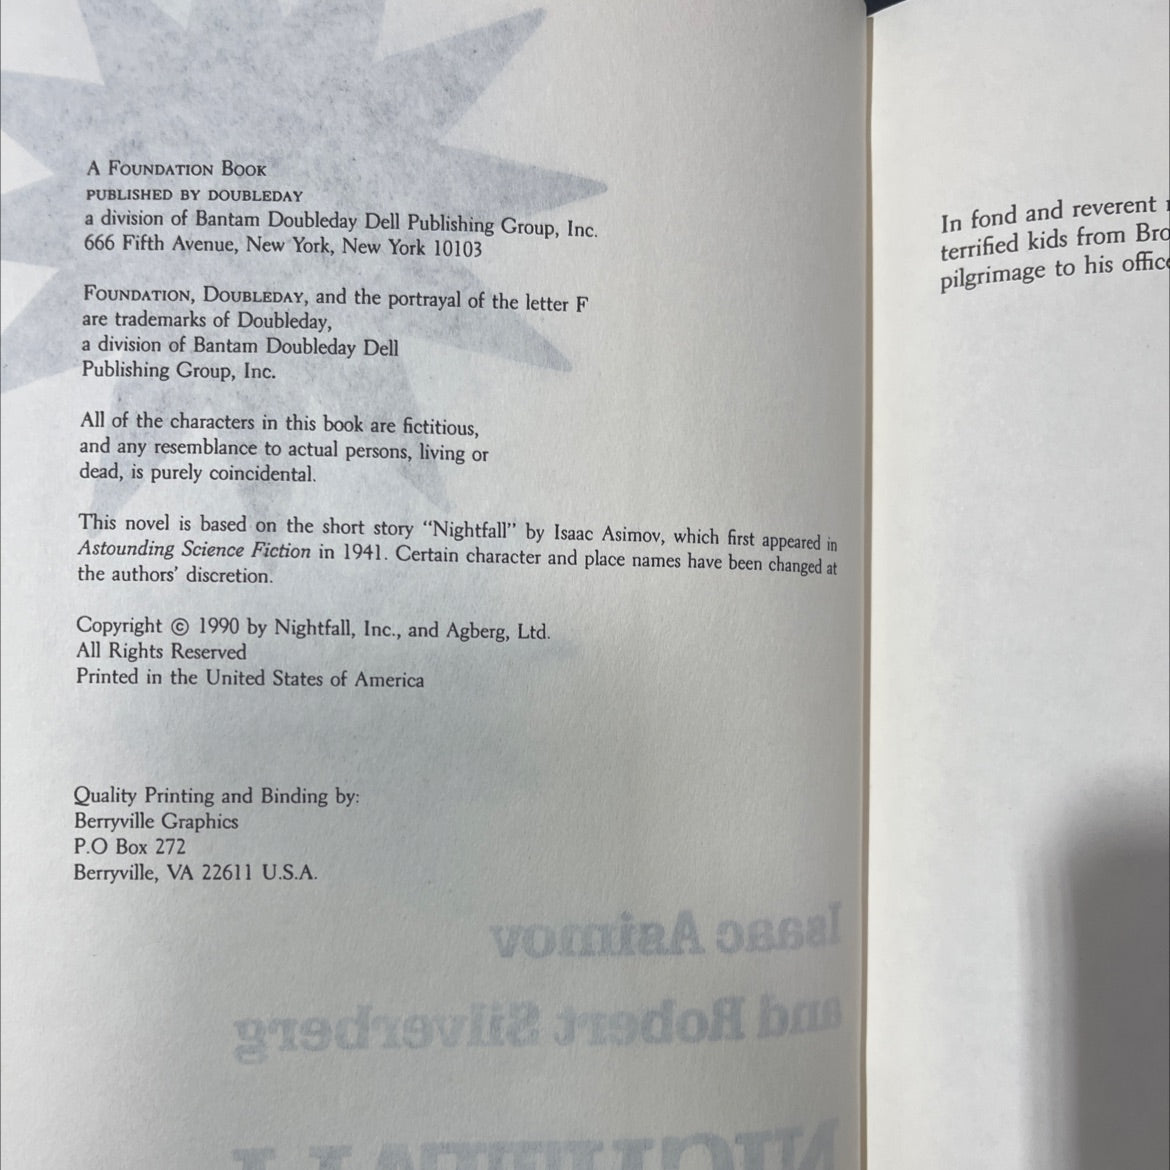 A Foundation Book
PUBLISHED BY DOUBLEDAY
a division of Bantam Doubleday Dell Publishing Group, Inc.
666 Fifth Avenue, New York, New York 10103
Foundation, Doubleday, and the portrayal of the letter F
are trademarks of Doubleday,
a division of Bantam Doubleday Dell
Publishing Group, Inc.
All of the characters in this book are fictitious,
and any resemblance to actual persons, living or
dead, is purely coincidental.
This novel is based on the short story “Nightfall” by Isaac Asimov, which first appeared in
Astounding Science Fiction in 1941. Certain character and place names have been changed at
the authors’ discretion.
Copyright © 1990 by Nightfall, Inc., and Agberg, Ltd.
All Rights Reserved
Printed in the United States of America
Quality Printing and Binding by:
Berryville Graphics
P.O Box 272
Berryville, VA 22611 U.S.A.
Isaac Asimov
and Robert Silverberg
In fond and reverent
terrified kids from
pilgrimage to his